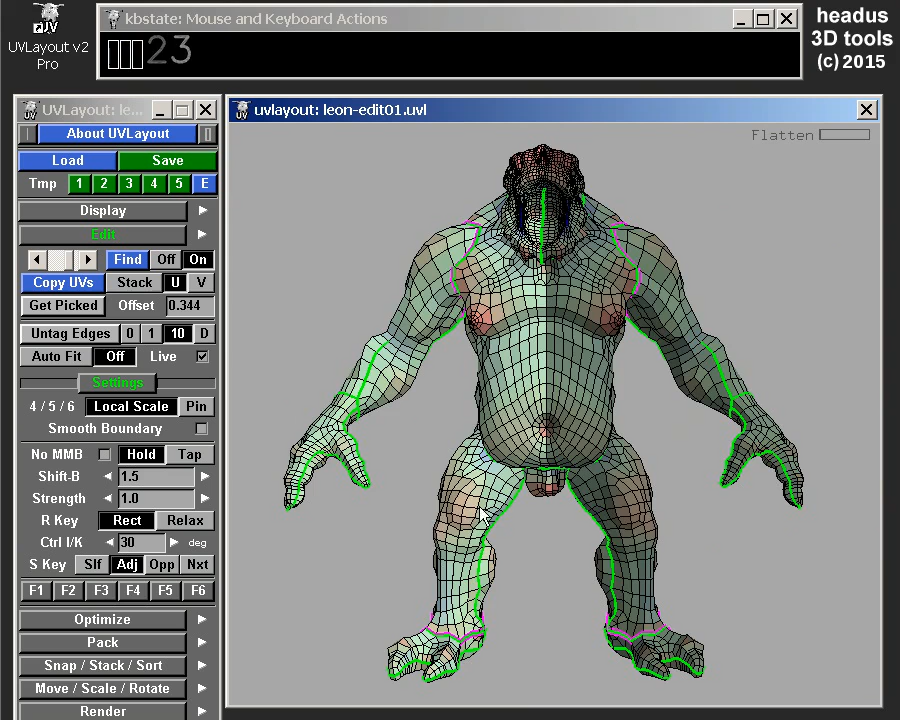 kbstate: Mouse and Keyboard Actions
23
headus
3D tools
(c) 2015
UVLayout v2
Pro
UV
UVLayout: le...
uvlayout: leon-edit01.uvl
About UVLayout
Flatten
Load Save
Tmp 1 2 3 4 5 E
Display
Edit
Find Off On
Copy UVs Stack U V
Get Picked Offset 0.344
Untag Edges 0 1 10 D
Auto Fit Off Live
Settings
4 / 5 / 6 Local Scale Pin
Smooth Boundary
No MMB Hold Tap
Shift-B 1.5
Strength 1.0
R Key Rect Relax
Ctrl I/K 30 deg
S Key Slf Adj Opp Nxt
F1 F2 F3 F4 F5 F6
Optimize
Pack
Snap / Stack / Sort
Move / Scale / Rotate
Render